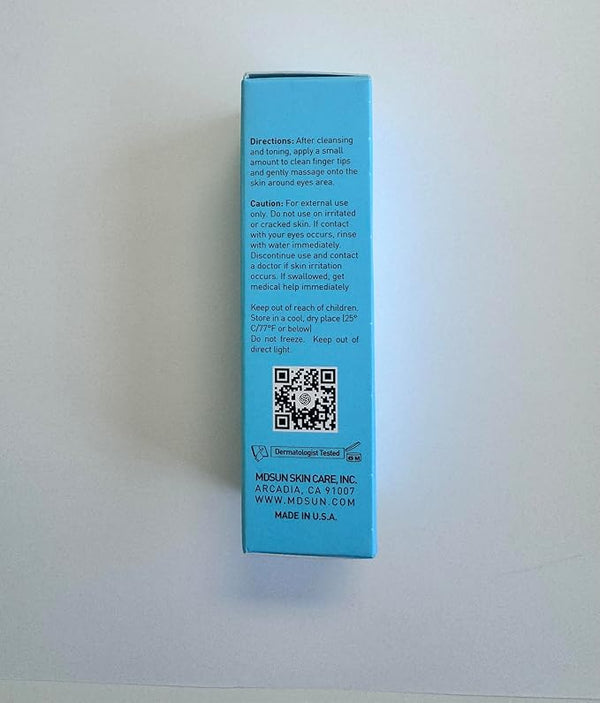 Directions: After cleansing
and toning, apply a small
amount to clean finger tips
and gently massage onto the
skin around eyes area.
Caution: For external use
only. Do not use on irritated
or cracked skin. If contact
with your eyes occurs, rinse
with water immediately.
Discontinue use and contact
a doctor if skin irritation
occurs. If swallowed, get
medical help immediately
Keep out of reach of children.
Store in a cool, dry place (25°
C/77°F or below)
Do not freeze. Keep out of
direct light.
Dermatologist Tested
MDSUN SKIN CARE, INC.
ARCADIA, CA 91007
WWW.MDSUN.COM
MADE IN U.S.A.